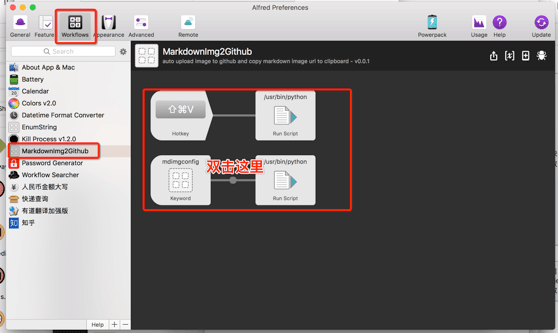 Alfred Preferences
General
Feature
Workflows
Appearance
Advanced
Remote
Powerpack
Usage
Help
Update
Search
About App & Mac
Battery
Calendar
Colors v2.0
Datetime Format Converter
EnumString
Kill Process v1.2.0
MarkdownImg2Github
Password Generator
Workflow Searcher
人民币金额大写
快递查询
有道翻译加强版
知乎
Help
MarkdownImg2Github
auto upload image to github and copy markdown image url to clipboard - v0.0.1
⇧⌘V
Hotkey
/usr/bin/python
Run Script
双击这里
mdimgconfig
Keyword
/usr/bin/python
Run Script